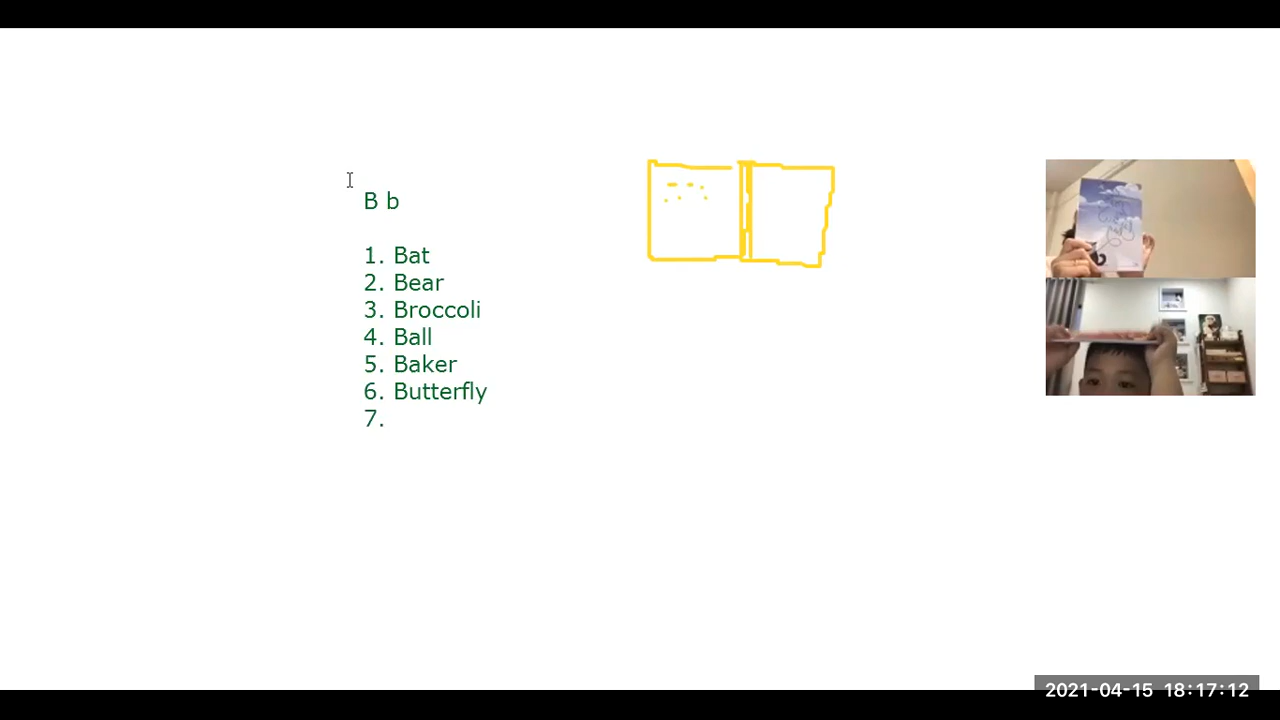 B b
1. Bat
2. Bear
3. Broccoli
4. Ball
5. Baker
6. Butterfly
7.
2021-04-15 18:17:12